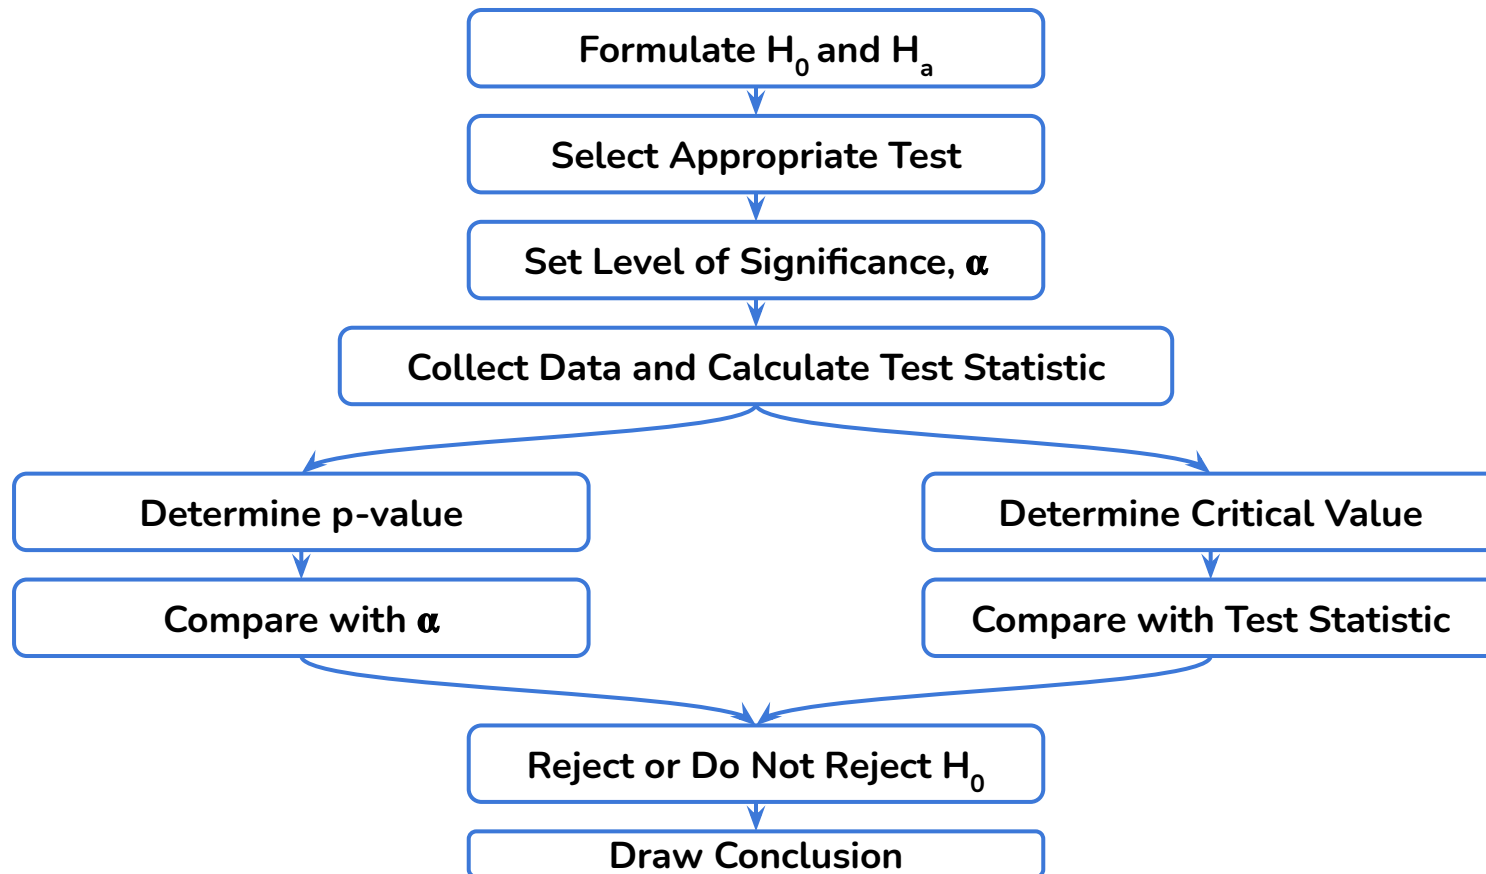 Formulate H₀ and Hₐ
Select Appropriate Test
Set Level of Significance, α
Collect Data and Calculate Test Statistic
Determine p-value
Compare with α
Determine Critical Value
Compare with Test Statistic
Reject or Do Not Reject H₀
Draw Conclusion